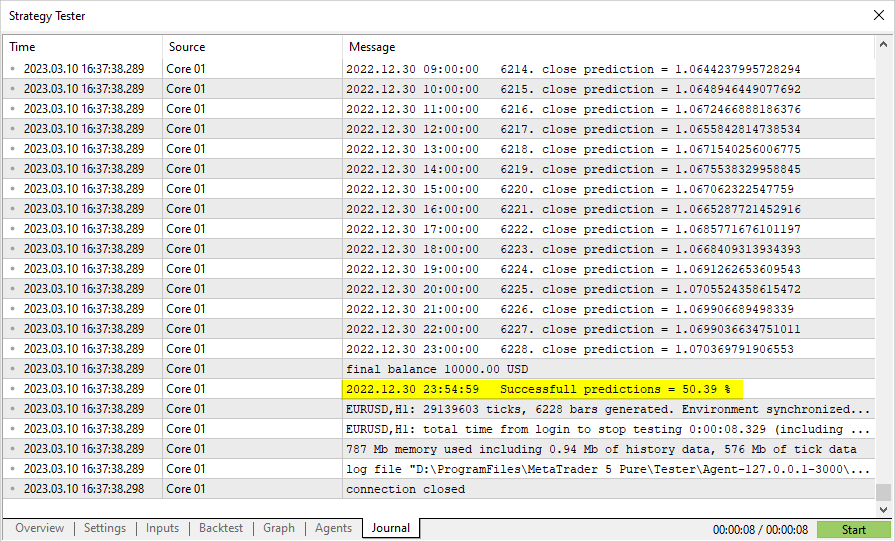 Strategy Tester
Time Source Message
2023.03.10 16:37:38.289 Core 01 2022.12.30 09:00:00 6214. close prediction = 1.0644237995728294
2023.03.10 16:37:38.289 Core 01 2022.12.30 10:00:00 6215. close prediction = 1.0648946449077692
2023.03.10 16:37:38.289 Core 01 2022.12.30 11:00:00 6216. close prediction = 1.0672466888186376
2023.03.10 16:37:38.289 Core 01 2022.12.30 12:00:00 6217. close prediction = 1.0655842814738534
2023.03.10 16:37:38.289 Core 01 2022.12.30 13:00:00 6218. close prediction = 1.0671540256006775
2023.03.10 16:37:38.289 Core 01 2022.12.30 14:00:00 6219. close prediction = 1.0675538329958845
2023.03.10 16:37:38.289 Core 01 2022.12.30 15:00:00 6220. close prediction = 1.067062322547759
2023.03.10 16:37:38.289 Core 01 2022.12.30 16:00:00 6221. close prediction = 1.0665287721452916
2023.03.10 16:37:38.289 Core 01 2022.12.30 17:00:00 6222. close prediction = 1.0685771676101197
2023.03.10 16:37:38.289 Core 01 2022.12.30 18:00:00 6223. close prediction = 1.0668409313934393
2023.03.10 16:37:38.289 Core 01 2022.12.30 19:00:00 6224. close prediction = 1.0691262653609543
2023.03.10 16:37:38.289 Core 01 2022.12.30 20:00:00 6225. close prediction = 1.0705524358615472
2023.03.10 16:37:38.289 Core 01 2022.12.30 21:00:00 6226. close prediction = 1.069906689498339
2023.03.10 16:37:38.289 Core 01 2022.12.30 22:00:00 6227. close prediction = 1.0699036634751011
2023.03.10 16:37:38.289 Core 01 2022.12.30 23:00:00 6228. close prediction = 1.070369791906553
2023.03.10 16:37:38.289 Core 01 final balance 10000.00 USD
2023.03.10 16:37:38.289 Core 01 2022.12.30 23:54:59 Successfull predictions = 50.39 %
2023.03.10 16:37:38.289 Core 01 EURUSD,H1: 29139603 ticks, 6228 bars generated. Environment synchronized...
2023.03.10 16:37:38.289 Core 01 EURUSD,H1: total time from login to stop testing 0:00:08.329 (including ...
2023.03.10 16:37:38.289 Core 01 787 Mb memory used including 0.94 Mb of history data, 576 Mb of tick data
2023.03.10 16:37:38.289 Core 01 log file "D:\ProgramFiles\MetaTrader 5 Pure\Tester\Agent-127.0.0.1-3000\...
2023.03.10 16:37:38.298 Core 01 connection closed
Overview Settings Inputs Backtest Graph Agents Journal 00:00:08 / 00:00:08 Start